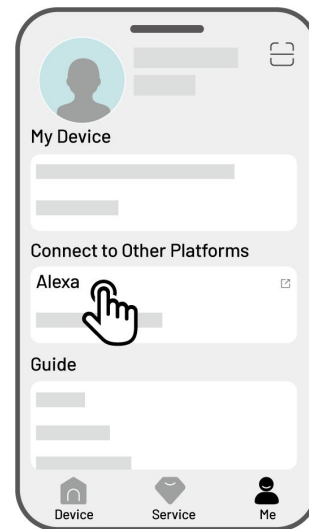 My Device
Connect to Other Platforms
Alexa
Guide
Device Service Me